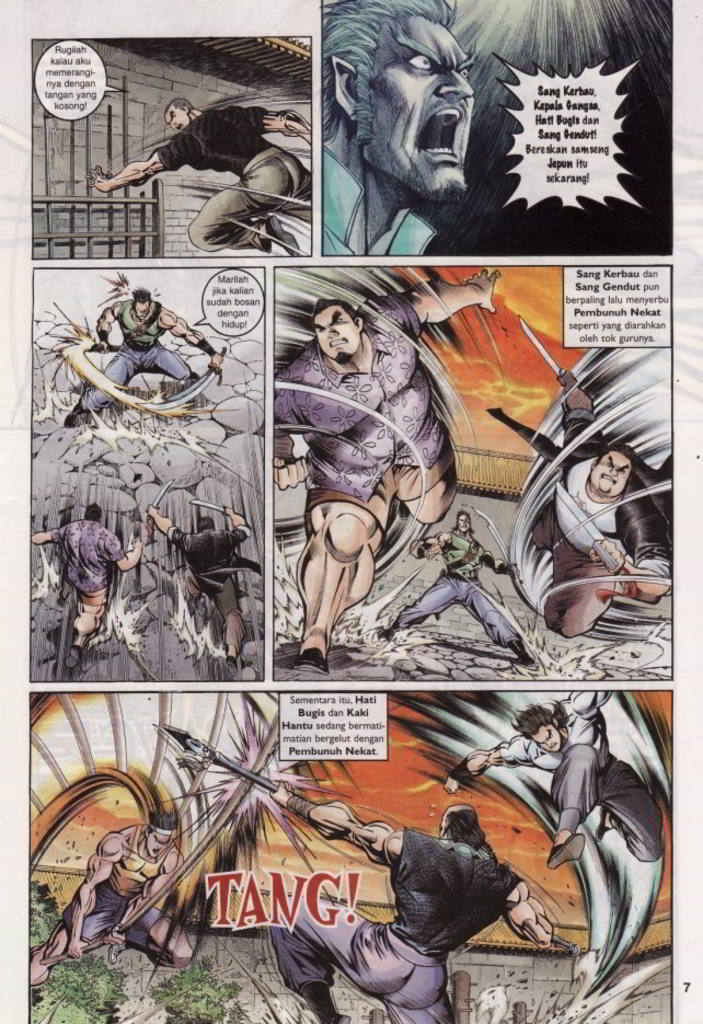 Rugilah
kalau aku
memerangi-
nya dengan
tangan yang
kosong!
Sang Kerbau,
Kepala Gangsa,
Hati Bugis dan
Sang Gendut!
Bereskan samseng
Jepun itu
sekarang!
Marilah
jika kalian
sudah bosan
dengan
hidup!
Sang Kerbau dan
Sang Gendut pun
berpaling lalu menyerbu
Pembunuh Nekat
seperti yang diarahkan
oleh tok gurunya.
Sementara itu, Hati
Bugis dan Kaki
Hantu sedang bermati-
matian bergelut dengan
Pembunuh Nekat.
TANG!
7